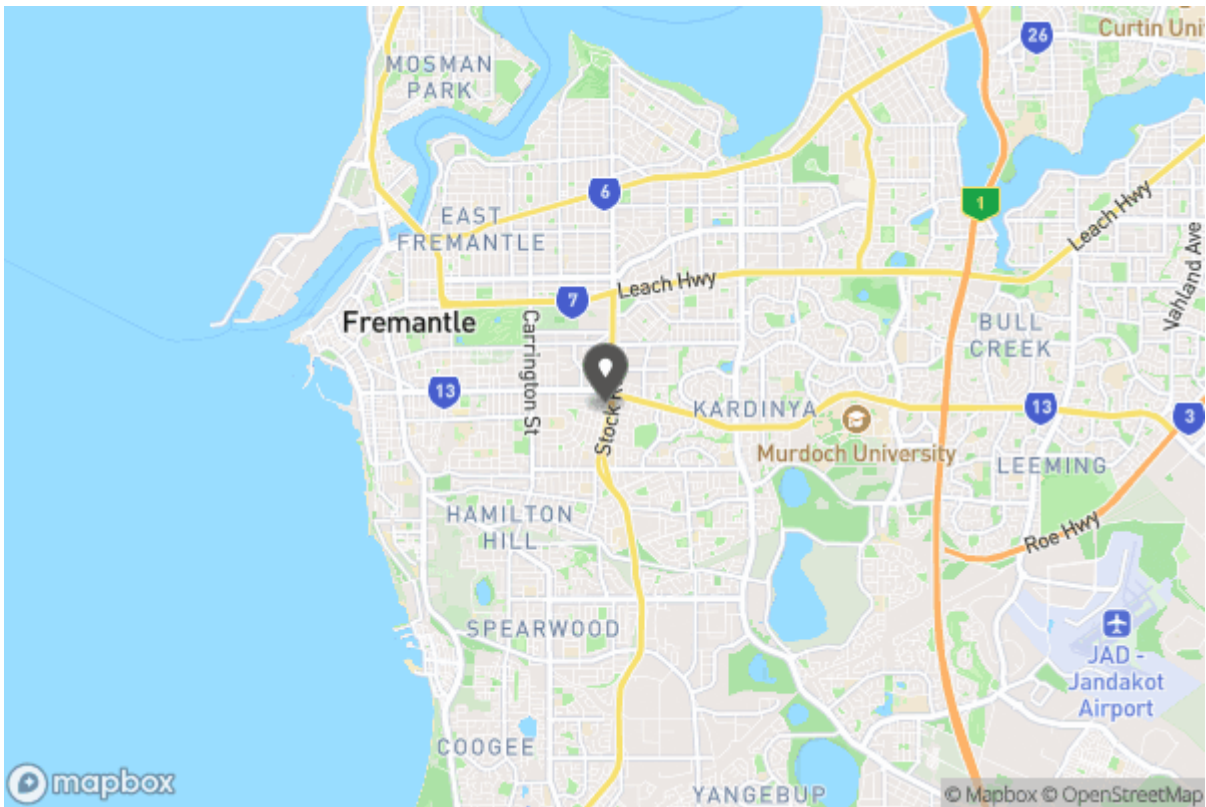 Curtin Uni
26
MOSMAN
PARK
6
1
EAST
FREMANTLE
Leach Hwy
Vahland Ave
Leach Hwy
7
Fremantle
Carrington St
BULL
CREEK
13
Stock R
KARDINYA
13
3
Murdoch University
LEEMING
HAMILTON
HILL
Roe Hwy
SPEARWOOD
JAD -
Jandakot
Airport
COOGEE
YANGEBUP
mapbox
© Mapbox © OpenStreetMap